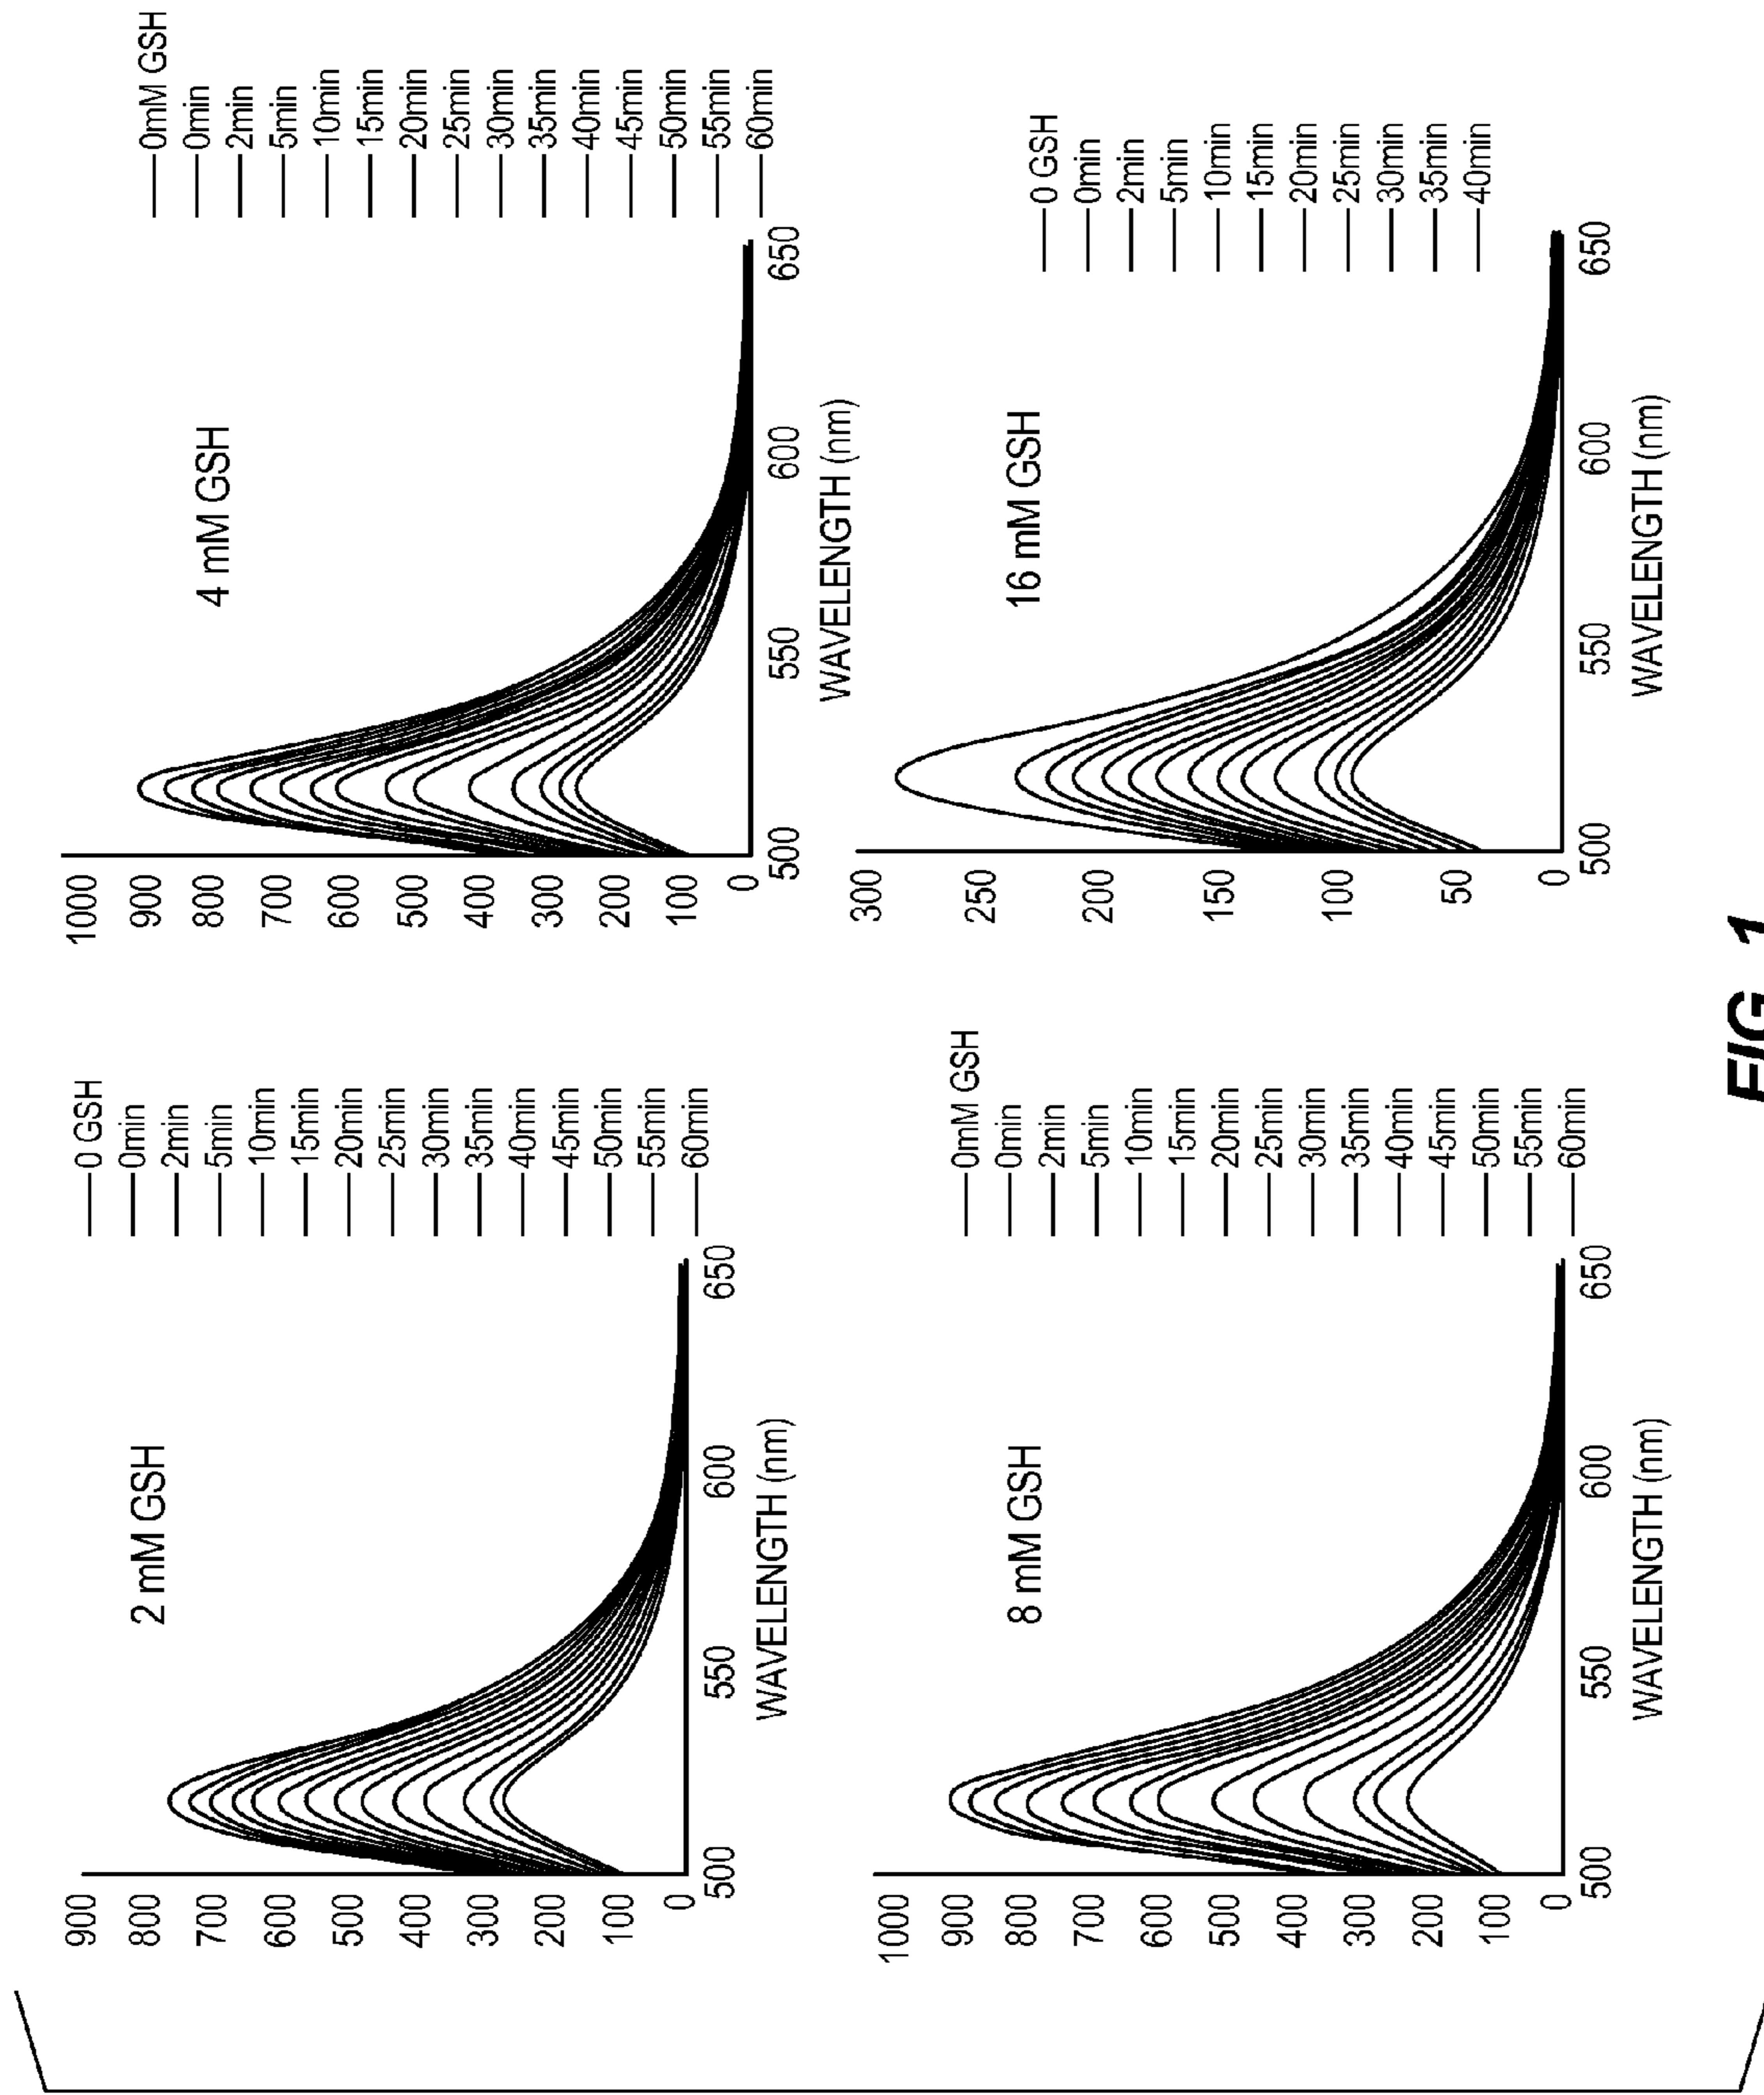 2 mM GSH
900
800
700
600
500
400
300
200
100
0
500
550
600
650
WAVELENGTH (nm)
0 GSH
0min
2min
5min
10min
15min
20min
25min
30min
35min
40min
45min
50min
55min
60min
4 mM GSH
1000
900
800
700
600
500
400
300
200
100
0
500
550
600
650
WAVELENGTH (nm)
0mM GSH
0min
2min
5min
10min
15min
20min
25min
30min
35min
40min
45min
50min
55min
60min
8 mM GSH
1000
900
800
700
600
500
400
300
200
100
0
500
550
600
650
WAVELENGTH (nm)
0mM GSH
0min
2min
5min
10min
15min
20min
25min
30min
35min
40min
45min
50min
55min
60min
16 mM GSH
300
250
200
150
100
50
0
500
550
600
650
WAVELENGTH (nm)
0 GSH
0min
2min
5min
10min
15min
20min
25min
30min
35min
40min
FIG. 1